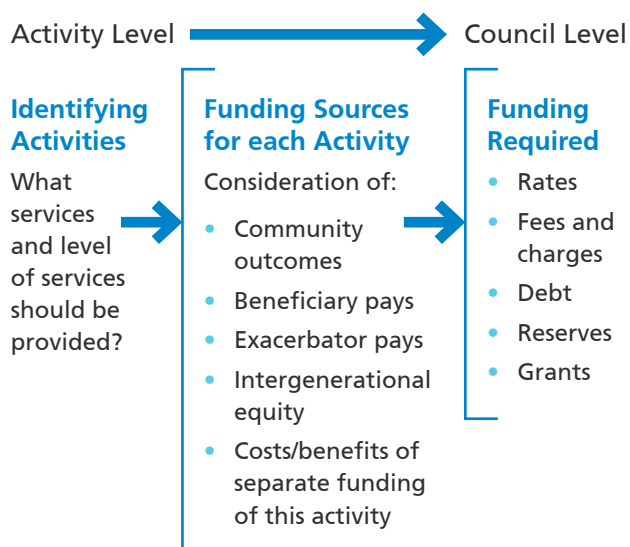 Activity Level
Council Level
Identifying
Activities
What
services
and level
of services
should be
provided?
Funding Sources
for each Activity
Consideration of:
• Community
outcomes
• Beneficiary pays
• Exacerbator pays
• Intergenerational
equity
• Costs/benefits of
separate funding
of this activity
Funding
Required
• Rates
• Fees and
charges
• Debt
• Reserves
• Grants